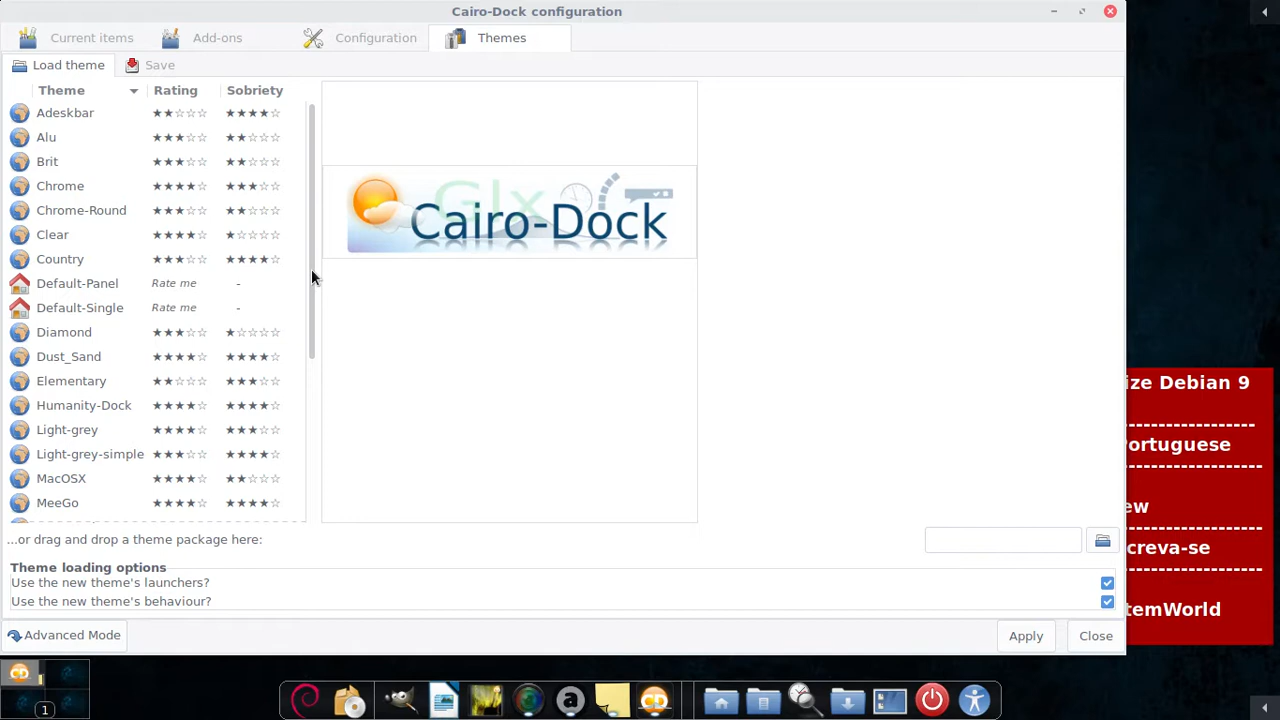 Cairo-Dock configuration
Current items Add-ons Configuration Themes
Load theme Save
Theme Rating Sobriety
Adeskbar ★★☆☆☆ ★★★★☆
Alu ★★★☆☆ ★★☆☆☆
Brit ★★★☆☆ ★★☆☆☆
Chrome ★★★★☆ ★★★☆☆
Chrome-Round ★★★☆☆ ★★☆☆☆
Clear ★★★★☆ ★☆☆☆☆
Country ★★★☆☆ ★★★★☆
Default-Panel Rate me -
Default-Single Rate me -
Diamond ★★★☆☆ ★☆☆☆☆
Dust_Sand ★★★★☆ ★★★★☆
Elementary ★★☆☆☆ ★★★☆☆
Humanity-Dock ★★★★☆ ★★★★☆
Light-grey ★★★★☆ ★★★☆☆
Light-grey-simple ★★★☆☆ ★★★★☆
MacOSX ★★★★☆ ★★☆☆☆
MeeGo ★★★★☆ ★★★★☆
Glx
Cairo-Dock
...or drag and drop a theme package here:
Theme loading options
Use the new theme's launchers?
Use the new theme's behaviour?
Advanced Mode Apply Close
ize Debian 9
ortuguese
ew
creva-se
temWorld
CD
1
a CD